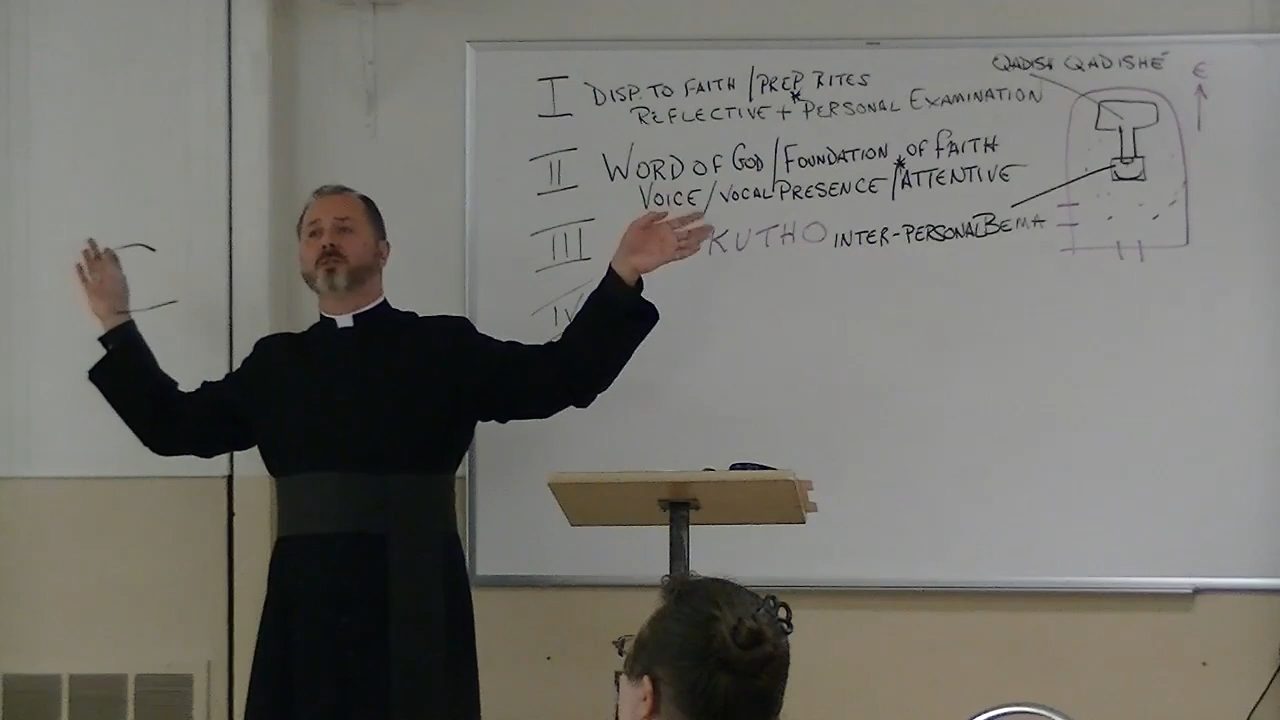 QADISH QADISHE
E
I DISP. TO FAITH / PREP RITES
REFLECTIVE + * PERSONAL EXAMINATION
II WORD OF GOD / FOUNDATION OF FAITH
VOICE / VOCAL PRESENCE / * ATTENTIVE
III KUTHO INTER-PERSONAL BEMA
IV